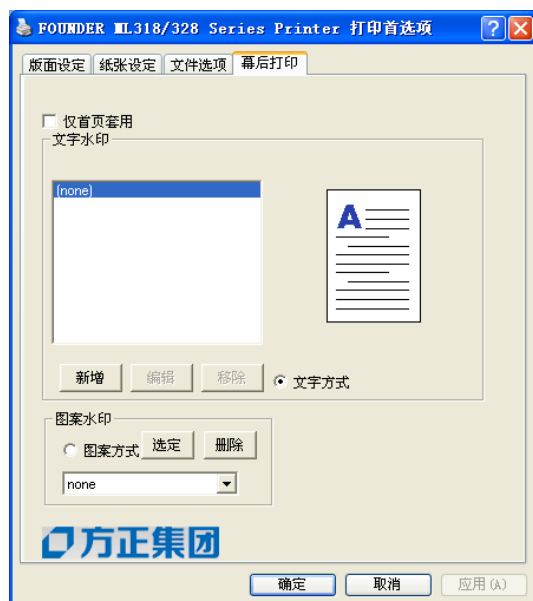 FOUNDER ML318/328 Series Printer 打印首选项
版面设定 纸张设定 文件选项 幕后打印
仅首页套用
文字水印
(none)
A
新增 编辑 移除 文字方式
图案水印
图案方式 选定 删除
none
方正集团
确定 取消 应用(A)